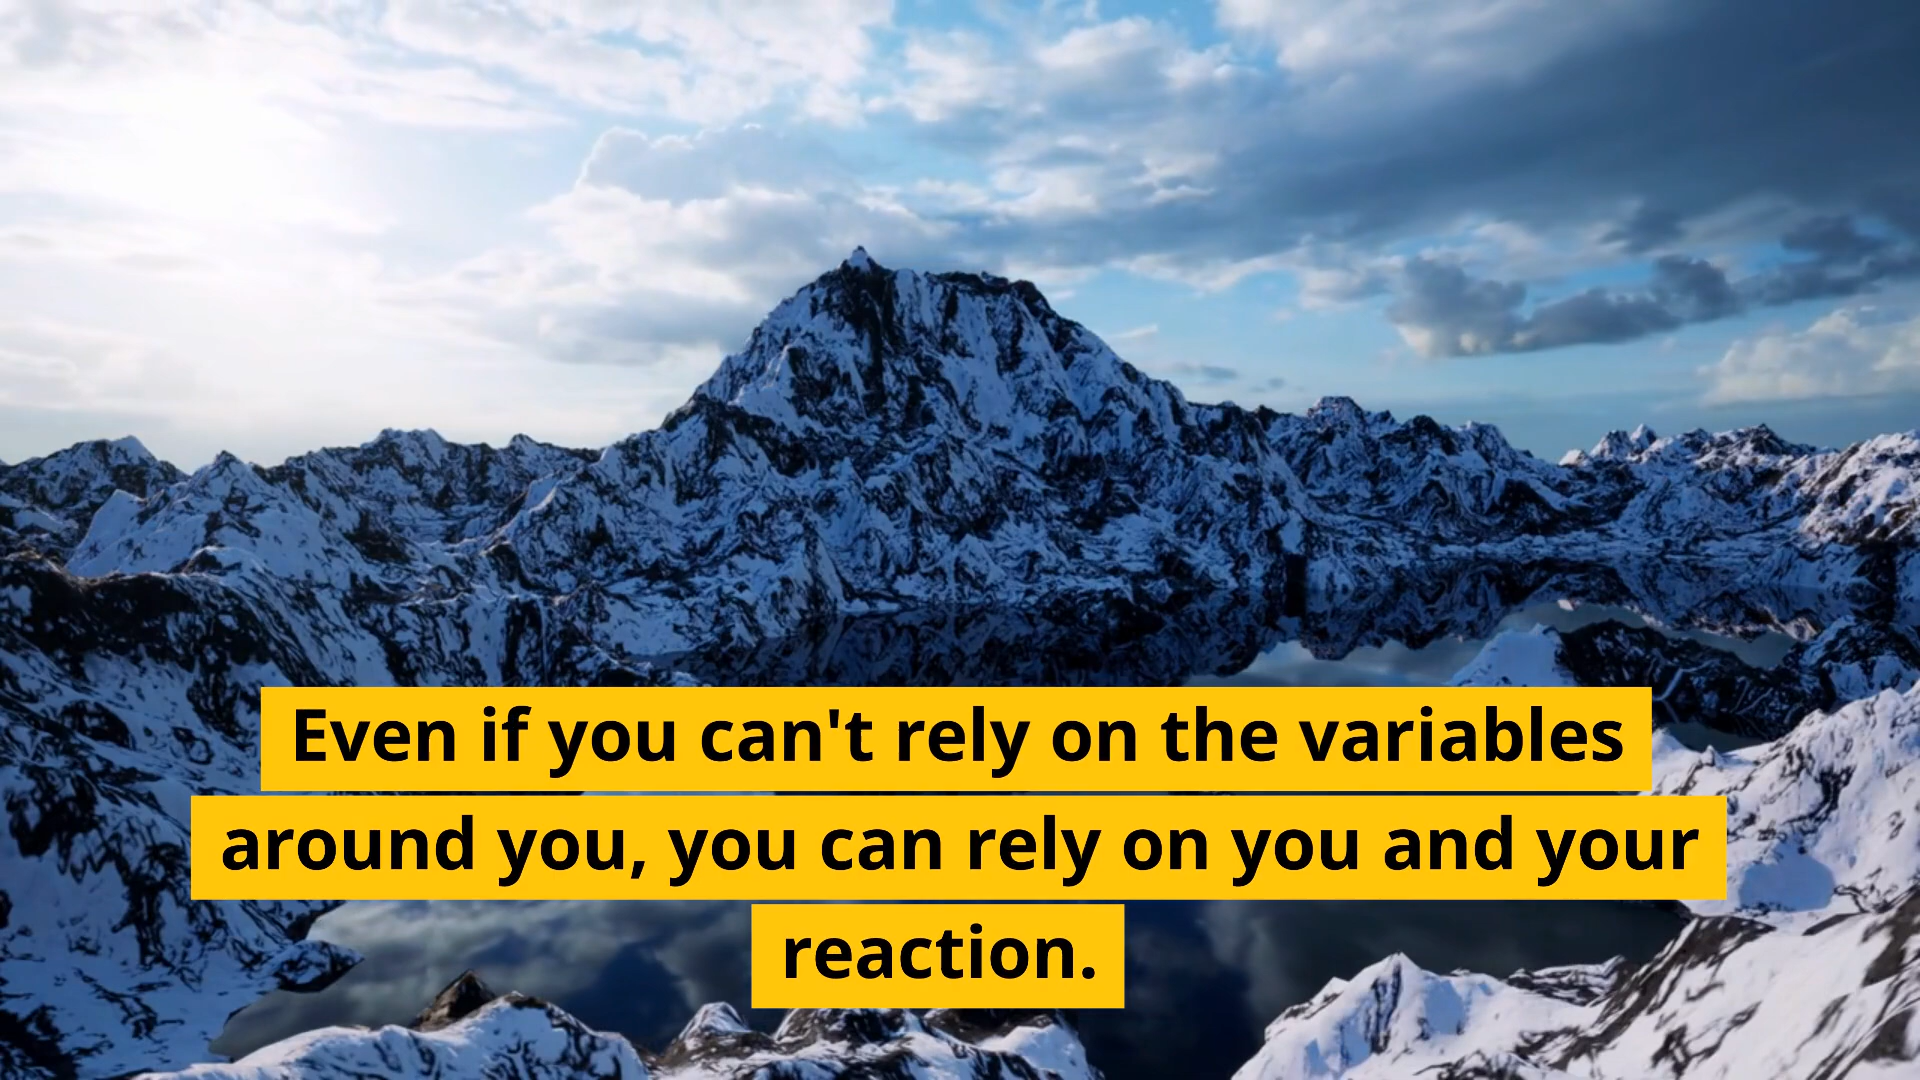 Even if you can't rely on the variables
around you, you can rely on you and your
reaction.